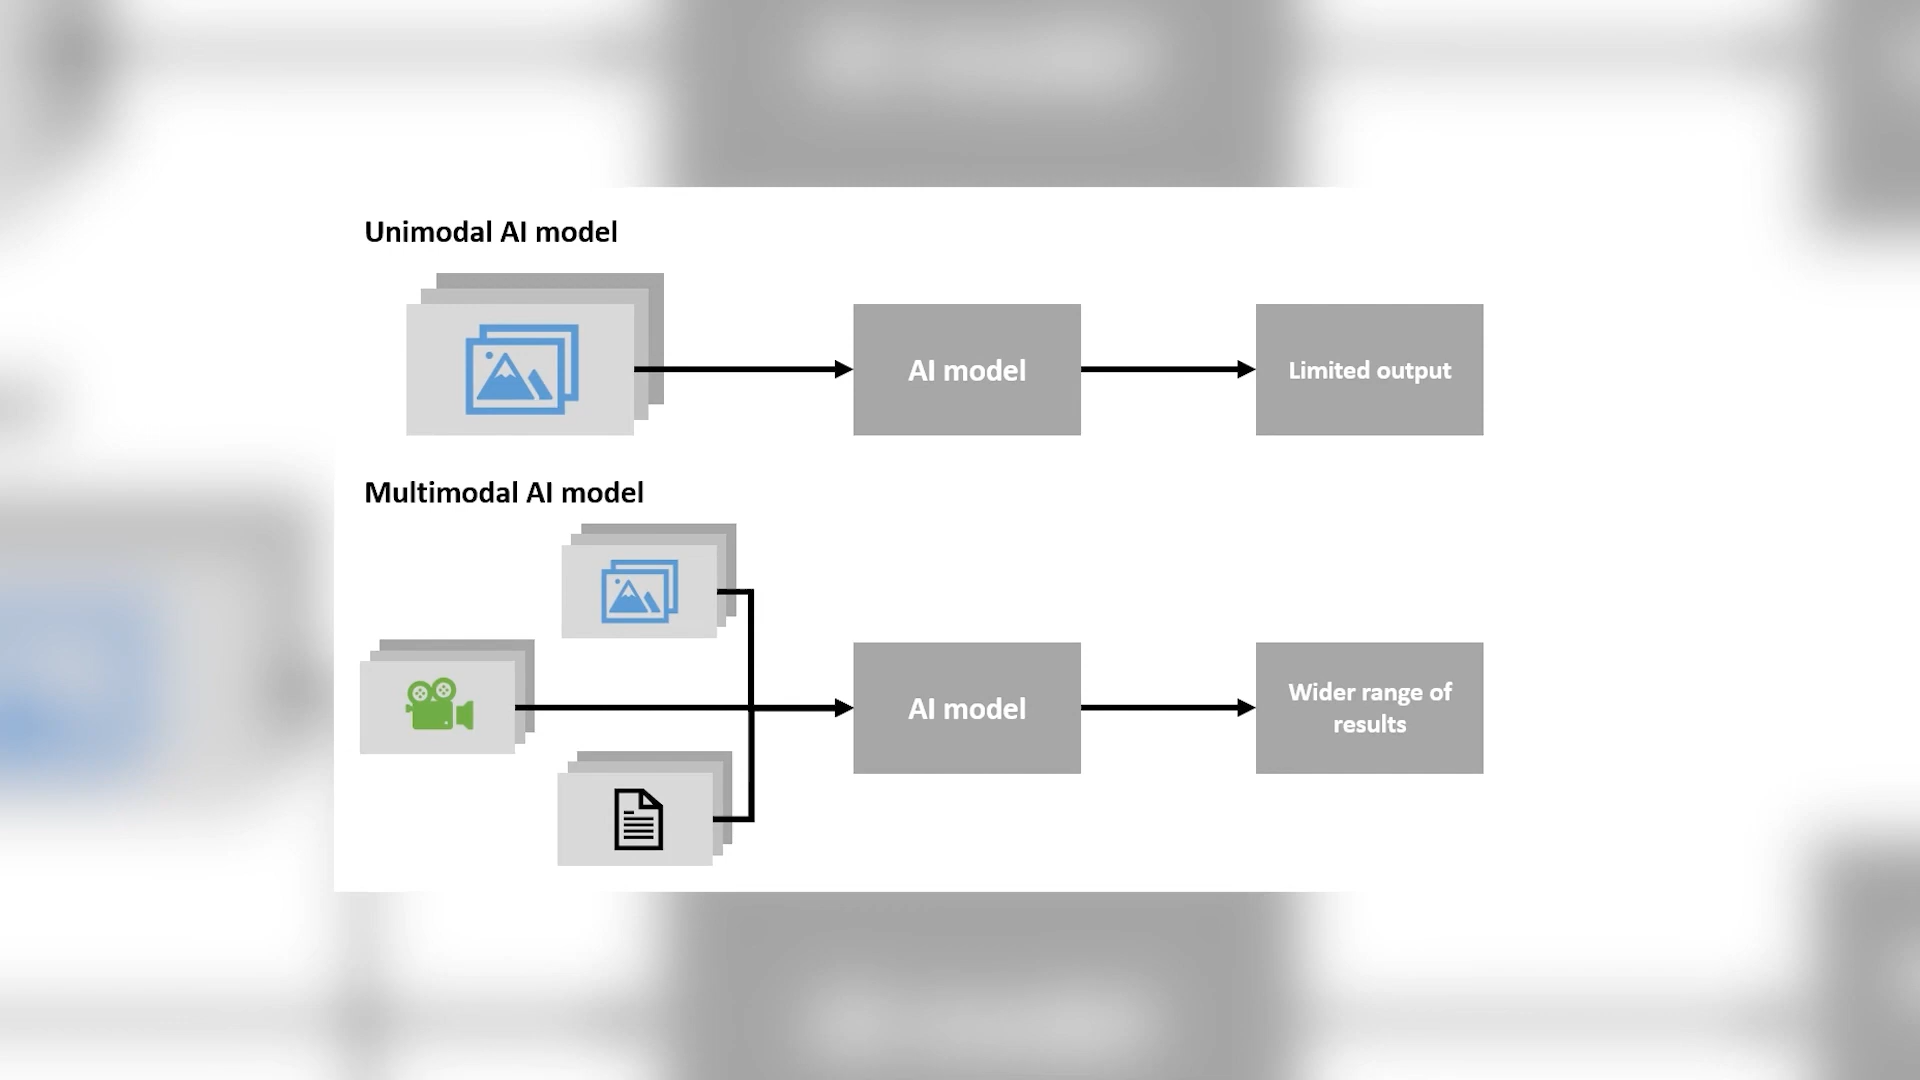 Unimodal AI model
AI model
Limited output
Multimodal AI model
AI model
Wider range of
results